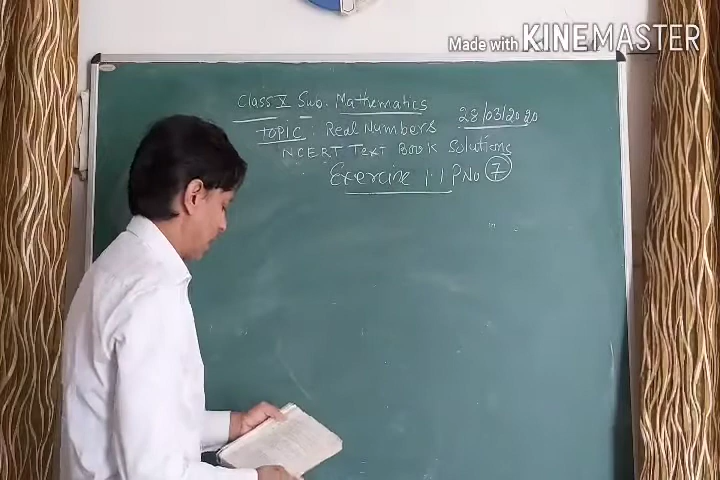 Made with KINEMASTER
Class X Sub. Mathematics
28/03/2020
TOPIC : Real Numbers
NCERT Text Book Solutions
Exercise 1.1 PNo 7